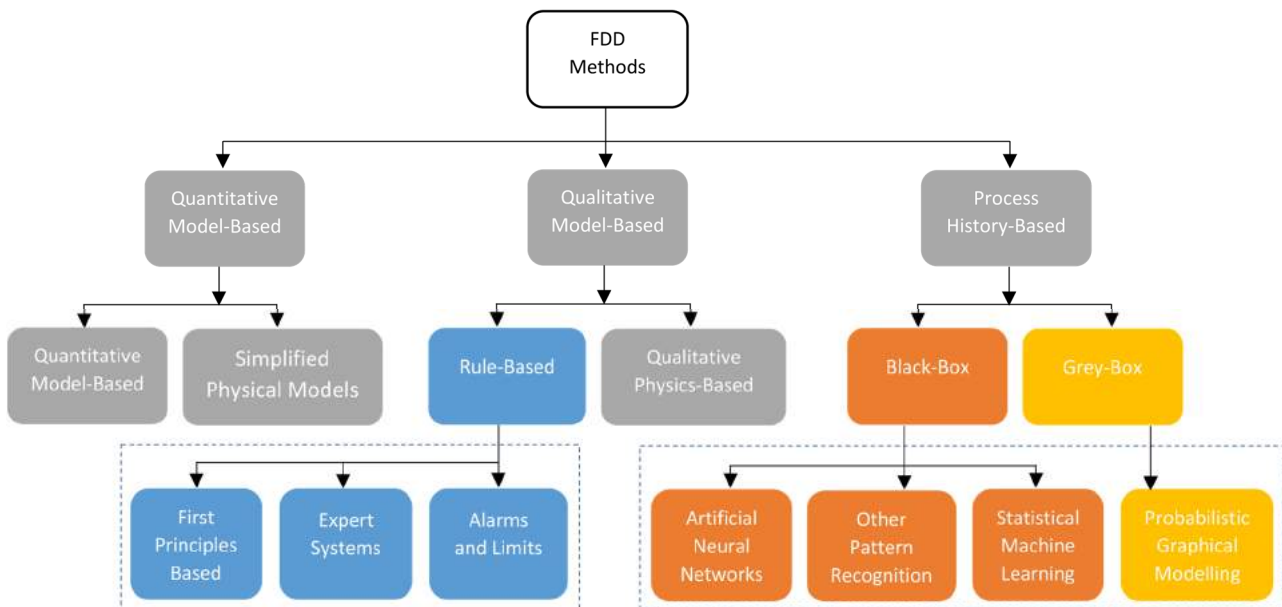 FDD
Methods
Quantitative
Model-Based
Qualitative
Model-Based
Process
History-Based
Quantitative
Model-Based
Simplified
Physical Models
Rule-Based
Qualitative
Physics-Based
Black-Box
Grey-Box
First
Principles
Based
Expert
Systems
Alarms
and Limits
Artificial
Neural
Networks
Other
Pattern
Recognition
Statistical
Machine
Learning
Probabilistic
Graphical
Modelling